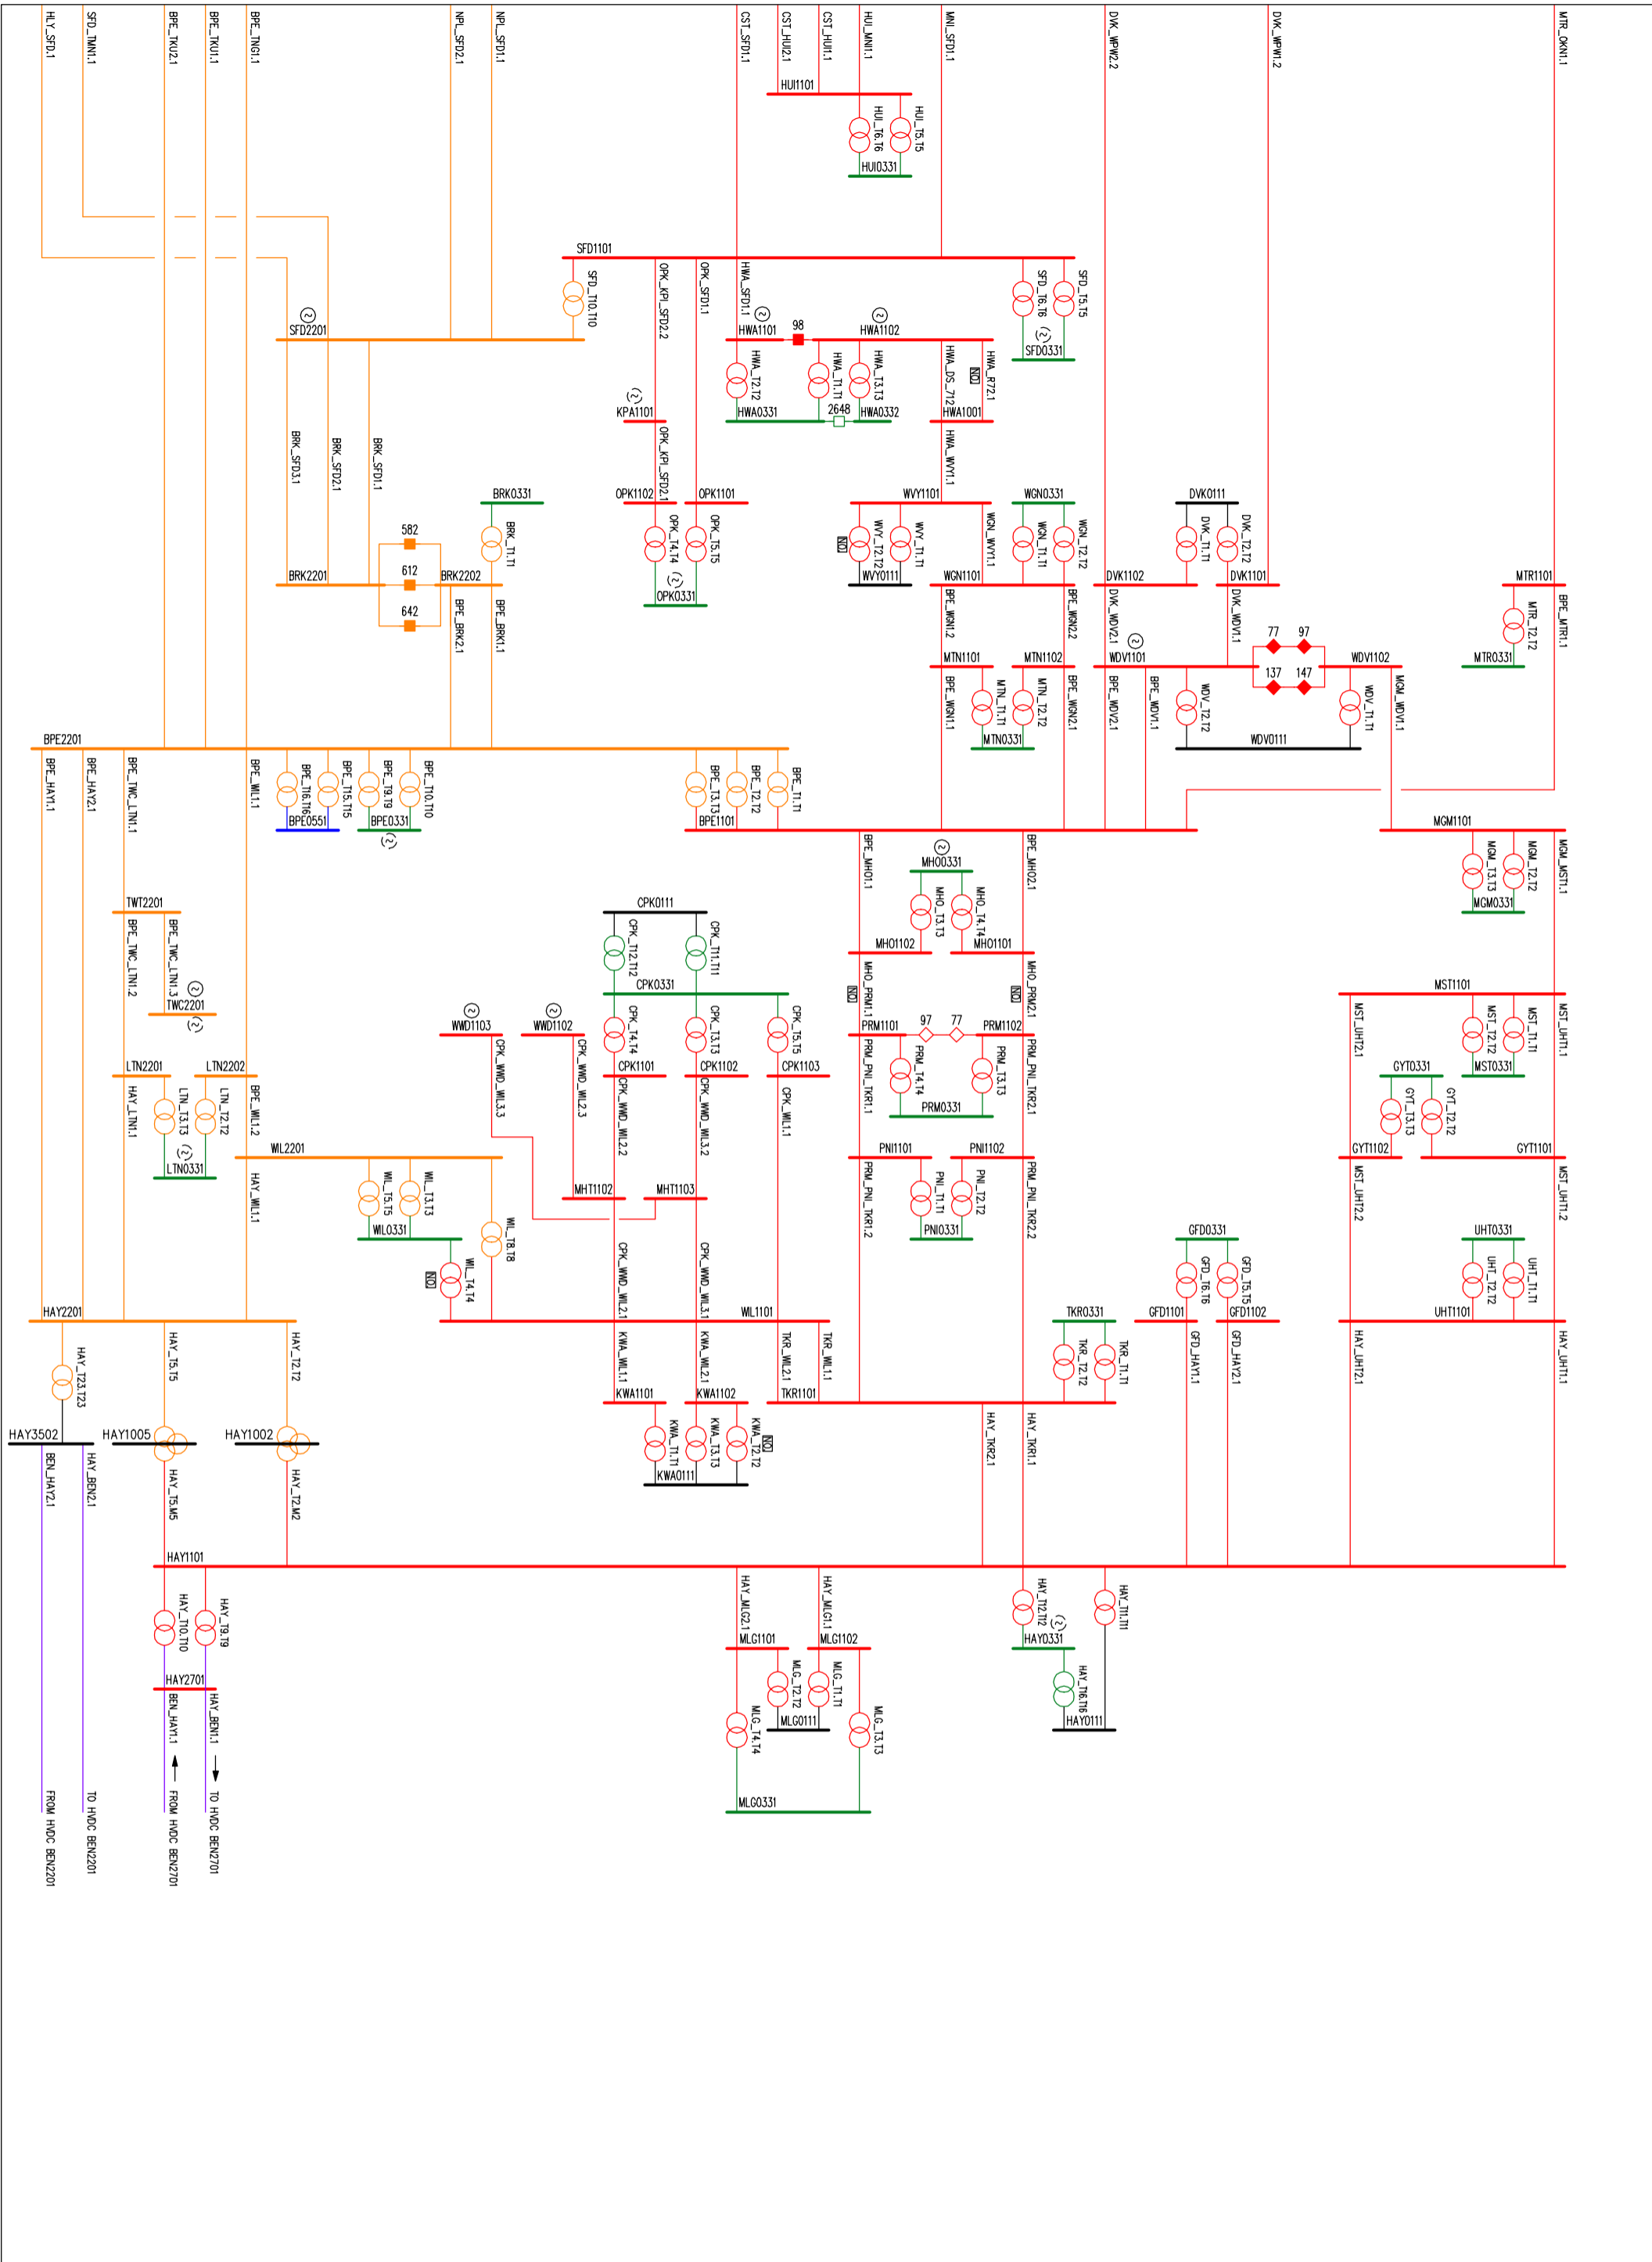 HLY_SFD.1
SFD_TMN1.1
BPE_TKU2.1
BPE_TKU1.1
BPE_TNG1.1
NPL_SFD2.1
NPL_SFD1.1
CST_SFD1.1
CST_HUI2.1
CST_HUI1.1
HUI_MNI1.1
MNI_SFD1.1
DVK_WPW2.2
DVK_WPW1.2
MTR_OKN1.1
HUI1101
HUI_T6.T6
HUI_T5.T5
HUI0331
SFD1101
SFD_T10.T10
OPK_KPI_SFD2.2
OPK_SFD1.1
HWA_SFD1.1
SFD_T6.T6
SFD_T5.T5
SFD2201
HWA1101
98
HWA1102
SFD0331
BRK_SFD3.1
BRK_SFD2.1
BRK_SFD1.1
HWA_T2.T2
HWA_T1.T1
HWA_T3.T3
HWA_DS_712
HWA_R72.1
ND
KPA1101
HWA0331
2648
HWA0332
HWA1001
OPK_KPI_SFD2.1
HWA_WVY1.1
BRK0331
OPK1102
OPK1101
WVY1101
WGN0331
DVK0111
BRK_T1.T1
OPK_T4.T4
OPK_T5.T5
WVY_T2.T2
ND
WVY_T1.T1
WGN_WVY1.1
WGN_T1.T1
WGN_T2.T2
DVK_T1.T1
DVK_T2.T2
582
612
642
BRK2201
BRK2202
OPK0331
WVY0111
WGN1101
DVK1102
DVK1101
MTR1101
BPE_BRK2.1
BPE_BRK1.1
BPE_WGN1.2
BPE_WGN2.2
DVK_WDV2.1
DVK_WDV1.1
MTR_T2.T2
BPE_MTR1.1
77
97
137
147
MTN1101
MTN1102
WDV1101
WDV1102
MTR0331
BPE_WGN1.1
MTN_T1.T1
MTN_T2.T2
BPE_WGN2.1
BPE_WDV2.1
BPE_WDV1.1
WDV_T2.T2
WDV_T1.T1
MGM_WDV1.1
BPE2201
MTN0331
WDV0111
BPE_HAY1.1
BPE_HAY2.1
BPE_TWC_LTN1.1
BPE_WIL1.1
BPE_T16.T16
BPE_T15.T15
BPE_T9.T9
BPE_T10.T10
BPE_T3.T3
BPE_T2.T2
BPE_T1.T1
BPE0551
BPE0331
BPE1101
MGM1101
BPE_MHO1.1
MHO0331
BPE_MHO2.1
MGM_T3.T3
MGM_T2.T2
MGM_MST1.1
MHO_T3.T3
MHO_T4.T4
MGM0331
TWT2201
CPK0111
BPE_TWC_LTN1.2
BPE_TWC_LTN1.3
CPK_T12.T12
CPK_T11.T11
MHO1102
MHO1101
MHO_PRM1.1
ND
MHO_PRM2.1
ND
TWC2201
CPK0331
MST1101
WWD1103
WWD1102
CPK_T4.T4
CPK_T3.T3
CPK_T5.T5
PRM1101
97
77
PRM1102
MST_UHT2.1
MST_T2.T2
MST_T1.T1
MST_UHT1.1
CPK_WWD_WIL3.3
CPK_WWD_WIL2.3
PRM_PNI_TKR1.1
PRM_T4.T4
PRM_T3.T3
PRM_PNI_TKR2.1
LTN2201
LTN2202
CPK1101
CPK1102
CPK1103
GYT0331
MST0331
HAY_LTN1.1
LTN_T3.T3
LTN_T2.T2
BPE_WIL1.2
CPK_WWD_WIL2.2
CPK_WWD_WIL3.2
CPK_WIL1.1
PRM0331
GYT_T3.T3
GYT_T2.T2
LTN0331
WIL2201
PNI1101
PNI1102
GYT1102
GYT1101
HAY_WIL1.1
WIL_T5.T5
WIL_T3.T3
WIL_T8.T8
MHT1102
MHT1103
PRM_PNI_TKR1.2
PNI_T1.T1
PNI_T2.T2
PRM_PNI_TKR2.2
MST_UHT2.2
MST_UHT1.2
WIL0331
WIL_T4.T4
ND
CPK_WWD_WIL2.1
CPK_WWD_WIL3.1
PNI0331
GFD0331
UHT0331
GFD_T6.T6
GFD_T5.T5
UHT_T2.T2
UHT_T1.T1
HAY2201
WIL1101
TKR0331
GFD1101
GFD1102
UHT1101
HAY_T23.T23
HAY_T5.T5
HAY_T2.T2
KWA_WIL1.1
KWA_WIL2.1
TKR_WIL2.1
TKR_WIL1.1
TKR_T2.T2
TKR_T1.T1
GFD_HAY1.1
GFD_HAY2.1
HAY_UHT2.1
HAY_UHT1.1
KWA1101
KWA1102
TKR1101
HAY3502
HAY1005
HAY1002
KWA_T1.T1
KWA_T3.T3
KWA_T2.T2
ND
HAY_TKR2.1
HAY_TKR1.1
BEN_HAY2.1
HAY_BEN2.1
HAY_T5.M5
HAY_T2.M2
KWA0111
HAY1101
HAY_T10.T10
HAY_T9.T9
HAY_MLG2.1
HAY_MLG1.1
HAY_T12.T12
HAY_T11.T11
MLG1101
MLG1102
HAY0331
HAY2701
MLG_T2.T2
MLG_T1.T1
HAY_T16.T16
BEN_HAY1.1
HAY_BEN1.1
MLG_T4.T4
MLG0111
MLG_T3.T3
HAY0111
FROM HVDC BEN2201
TO HVDC BEN2201
FROM HVDC BEN2701
TO HVDC BEN2701
MLG0331